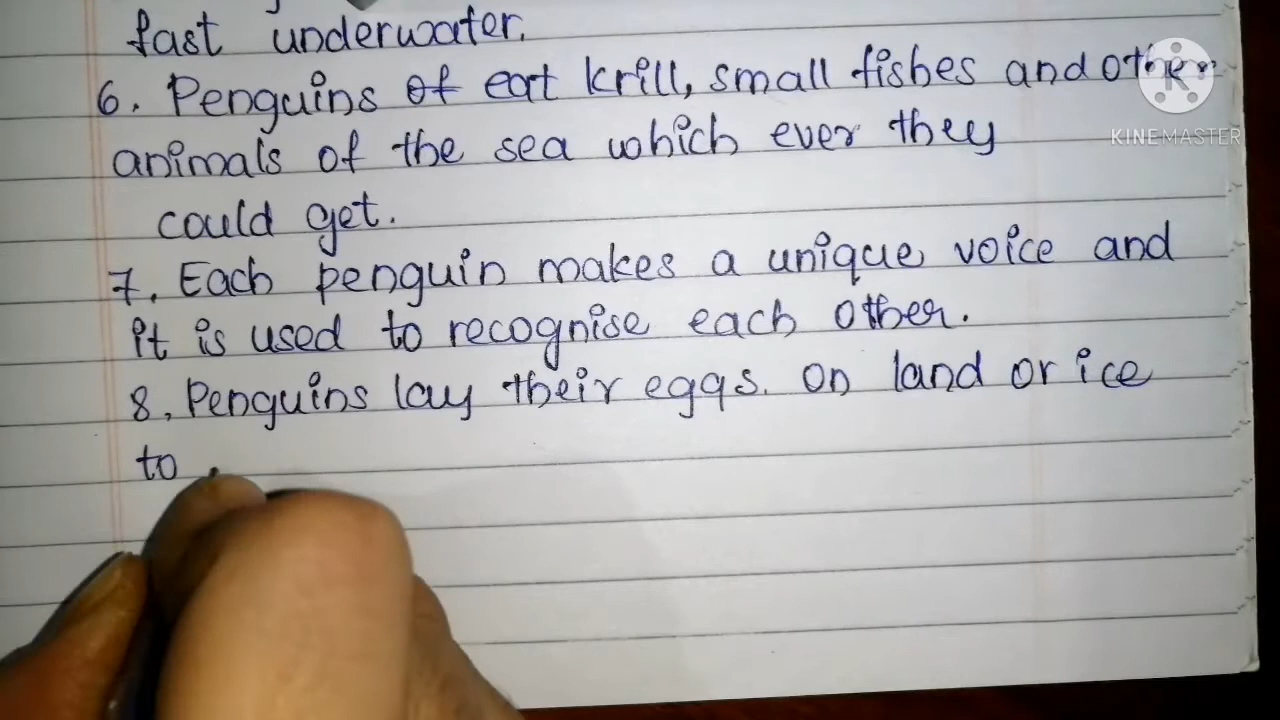 fast underwater.
6. Penguins of eat krill, small fishes and other
animals of the sea which ever they
could get.
7. Each penguin makes a unique voice and
it is used to recognise each other.
8. Penguins lay their eggs. on land or ice
to
KINEMASTER